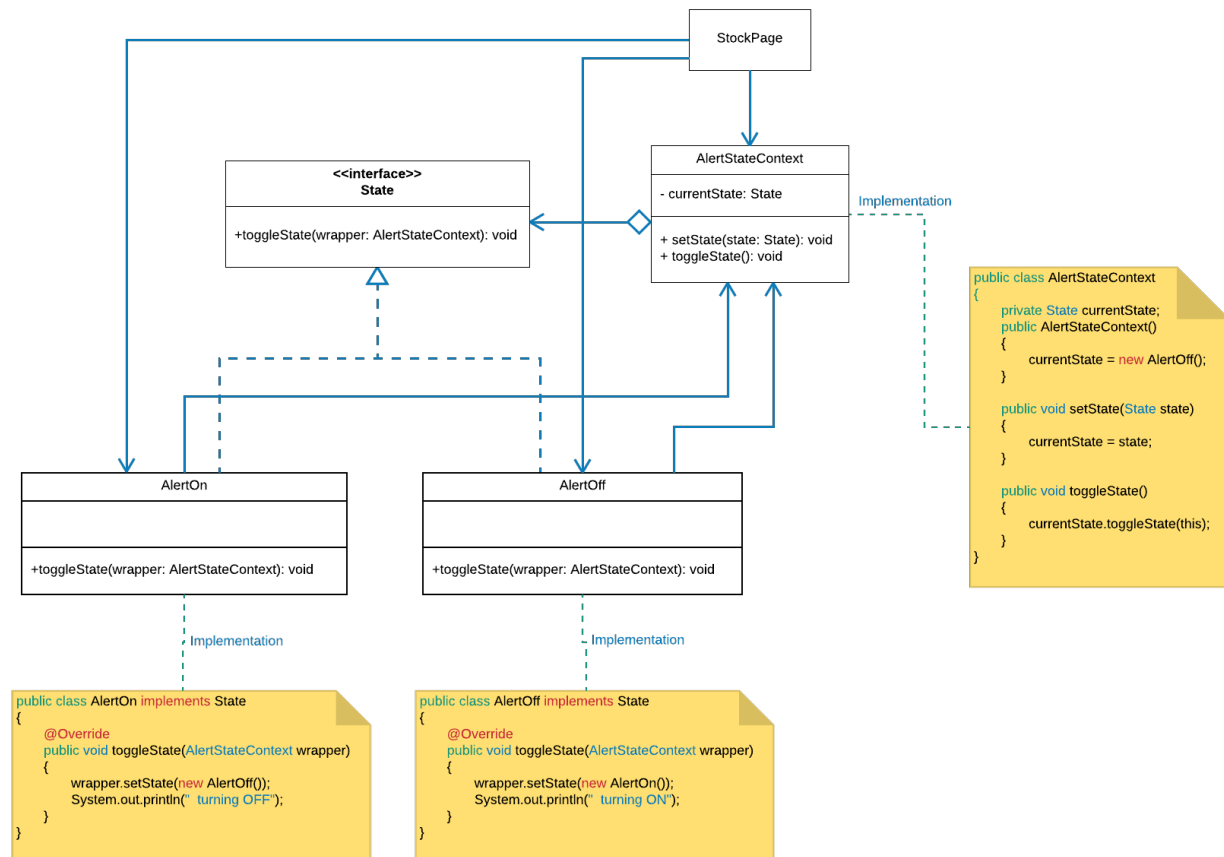 StockPage
AlertStateContext
- currentState: State
+ setState(state: State): void
+ toggleState(): void
<<interface>>
State
+toggleState(wrapper: AlertStateContext): void
Implementation
public class AlertStateContext
{
private State currentState;
public AlertStateContext()
{
currentState = new AlertOff();
}
public void setState(State state)
{
currentState = state;
}
public void toggleState()
{
currentState.toggleState(this);
}
}
AlertOn
+toggleState(wrapper: AlertStateContext): void
AlertOff
+toggleState(wrapper: AlertStateContext): void
Implementation
Implementation
public class AlertOn implements State
{
@Override
public void toggleState(AlertStateContext wrapper)
{
wrapper.setState(new AlertOff());
System.out.println("  turning OFF");
}
}
public class AlertOff implements State
{
@Override
public void toggleState(AlertStateContext wrapper)
{
wrapper.setState(new AlertOn());
System.out.println("  turning ON");
}
}